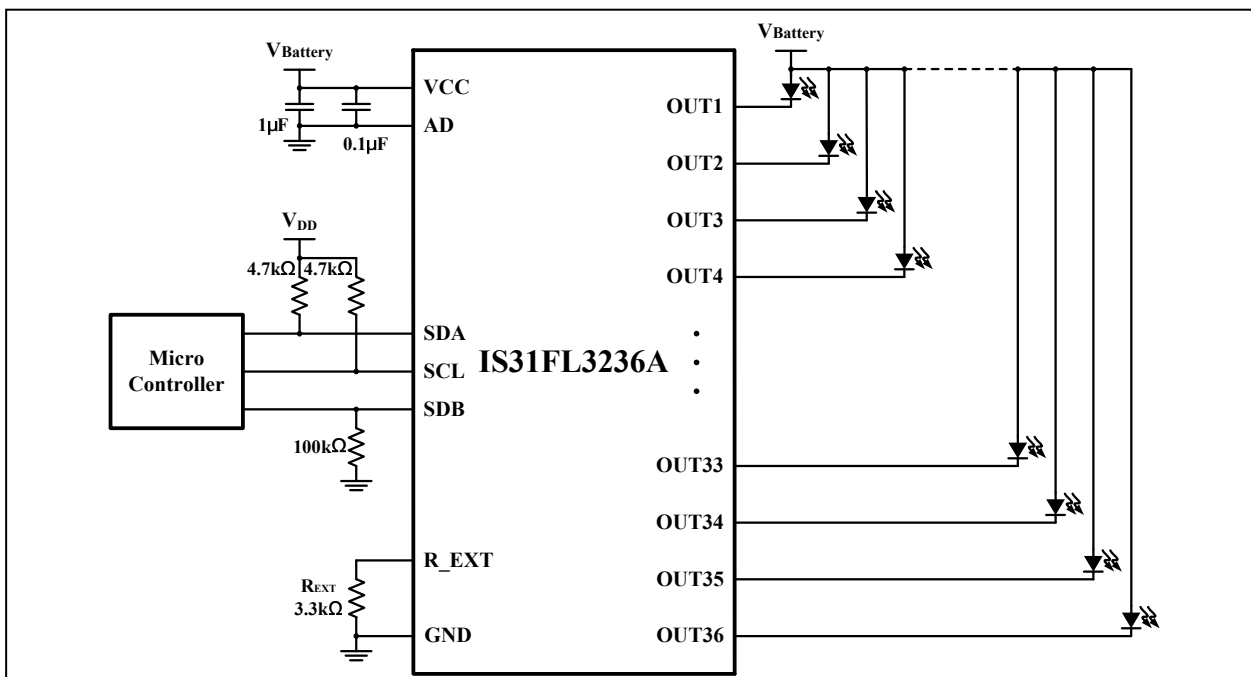 VBattery
VCC
AD
1μF
0.1μF
VDD
4.7kΩ 4.7kΩ
Micro
Controller
SDA
SCL
SDB
100kΩ
R_EXT
REXT
3.3kΩ
GND
IS31FL3236A
VBattery
OUT1
OUT2
OUT3
OUT4
OUT33
OUT34
OUT35
OUT36